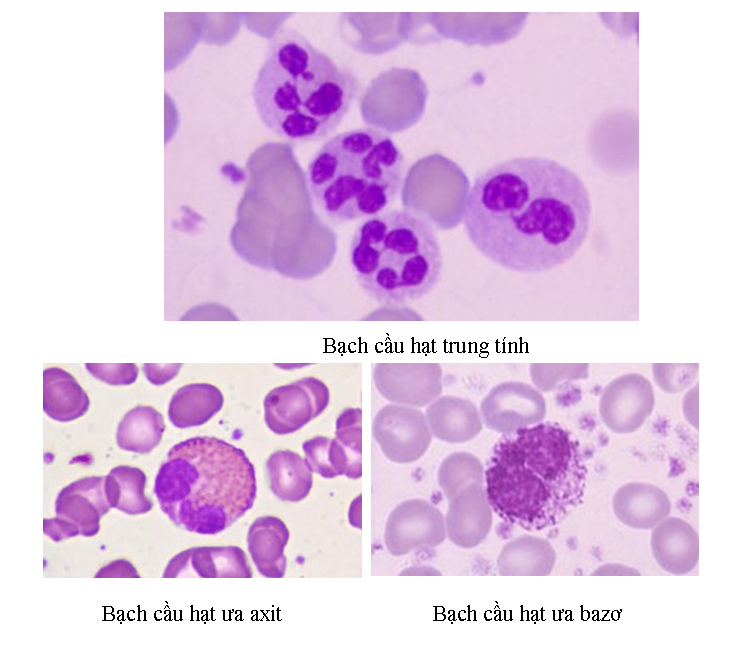 Bạch cầu hạt trung tính
Bạch cầu hạt ưa axit
Bạch cầu hạt ưa bazơ